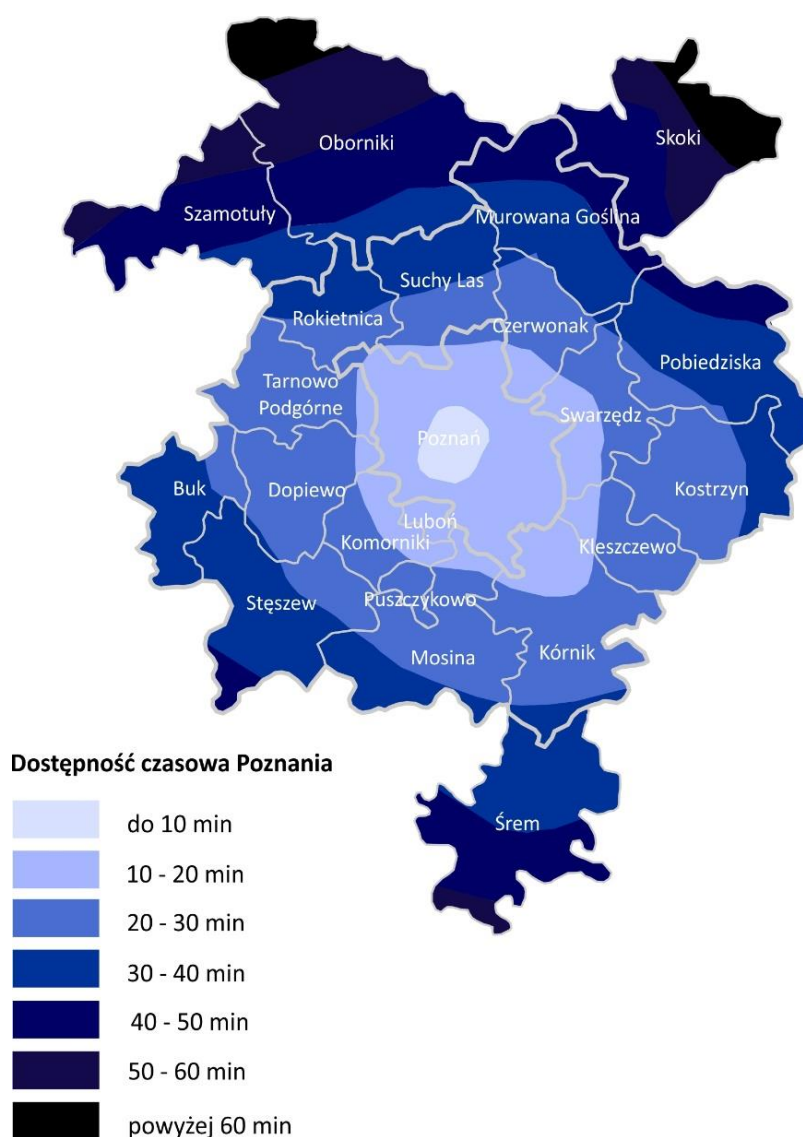 Oborniki
Skoki
Szamotuły
Murowana Goślina
Suchy Las
Rokietnica
Czerwonak
Pobiedziska
Tarnowo
Podgórne
Swarzędz
Poznań
Buk
Dopiewo
Kostrzyn
Luboń
Komorniki
Kleszczewo
Puszczykowo
Stęszew
Mosina
Kórnik
Śrem
Dostępność czasowa Poznania
do 10 min
10 - 20 min
20 - 30 min
30 - 40 min
40 - 50 min
50 - 60 min
powyżej 60 min